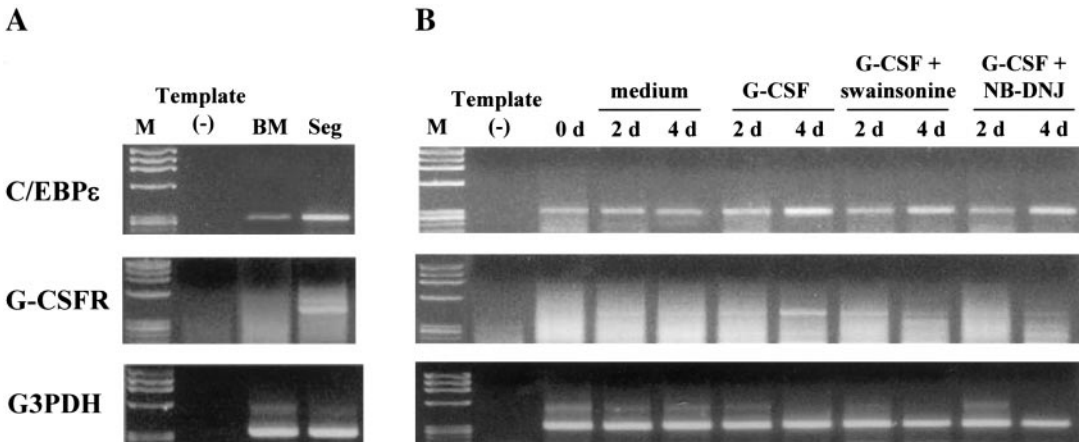 A
Template
M (-) BM Seg
C/EBPε
G-CSFR
G3PDH
B
G-CSF + G-CSF +
Template medium G-CSF swainsonine NB-DNJ
M (-) 0 d 2 d 4 d 2 d 4 d 2 d 4 d 2 d 4 d